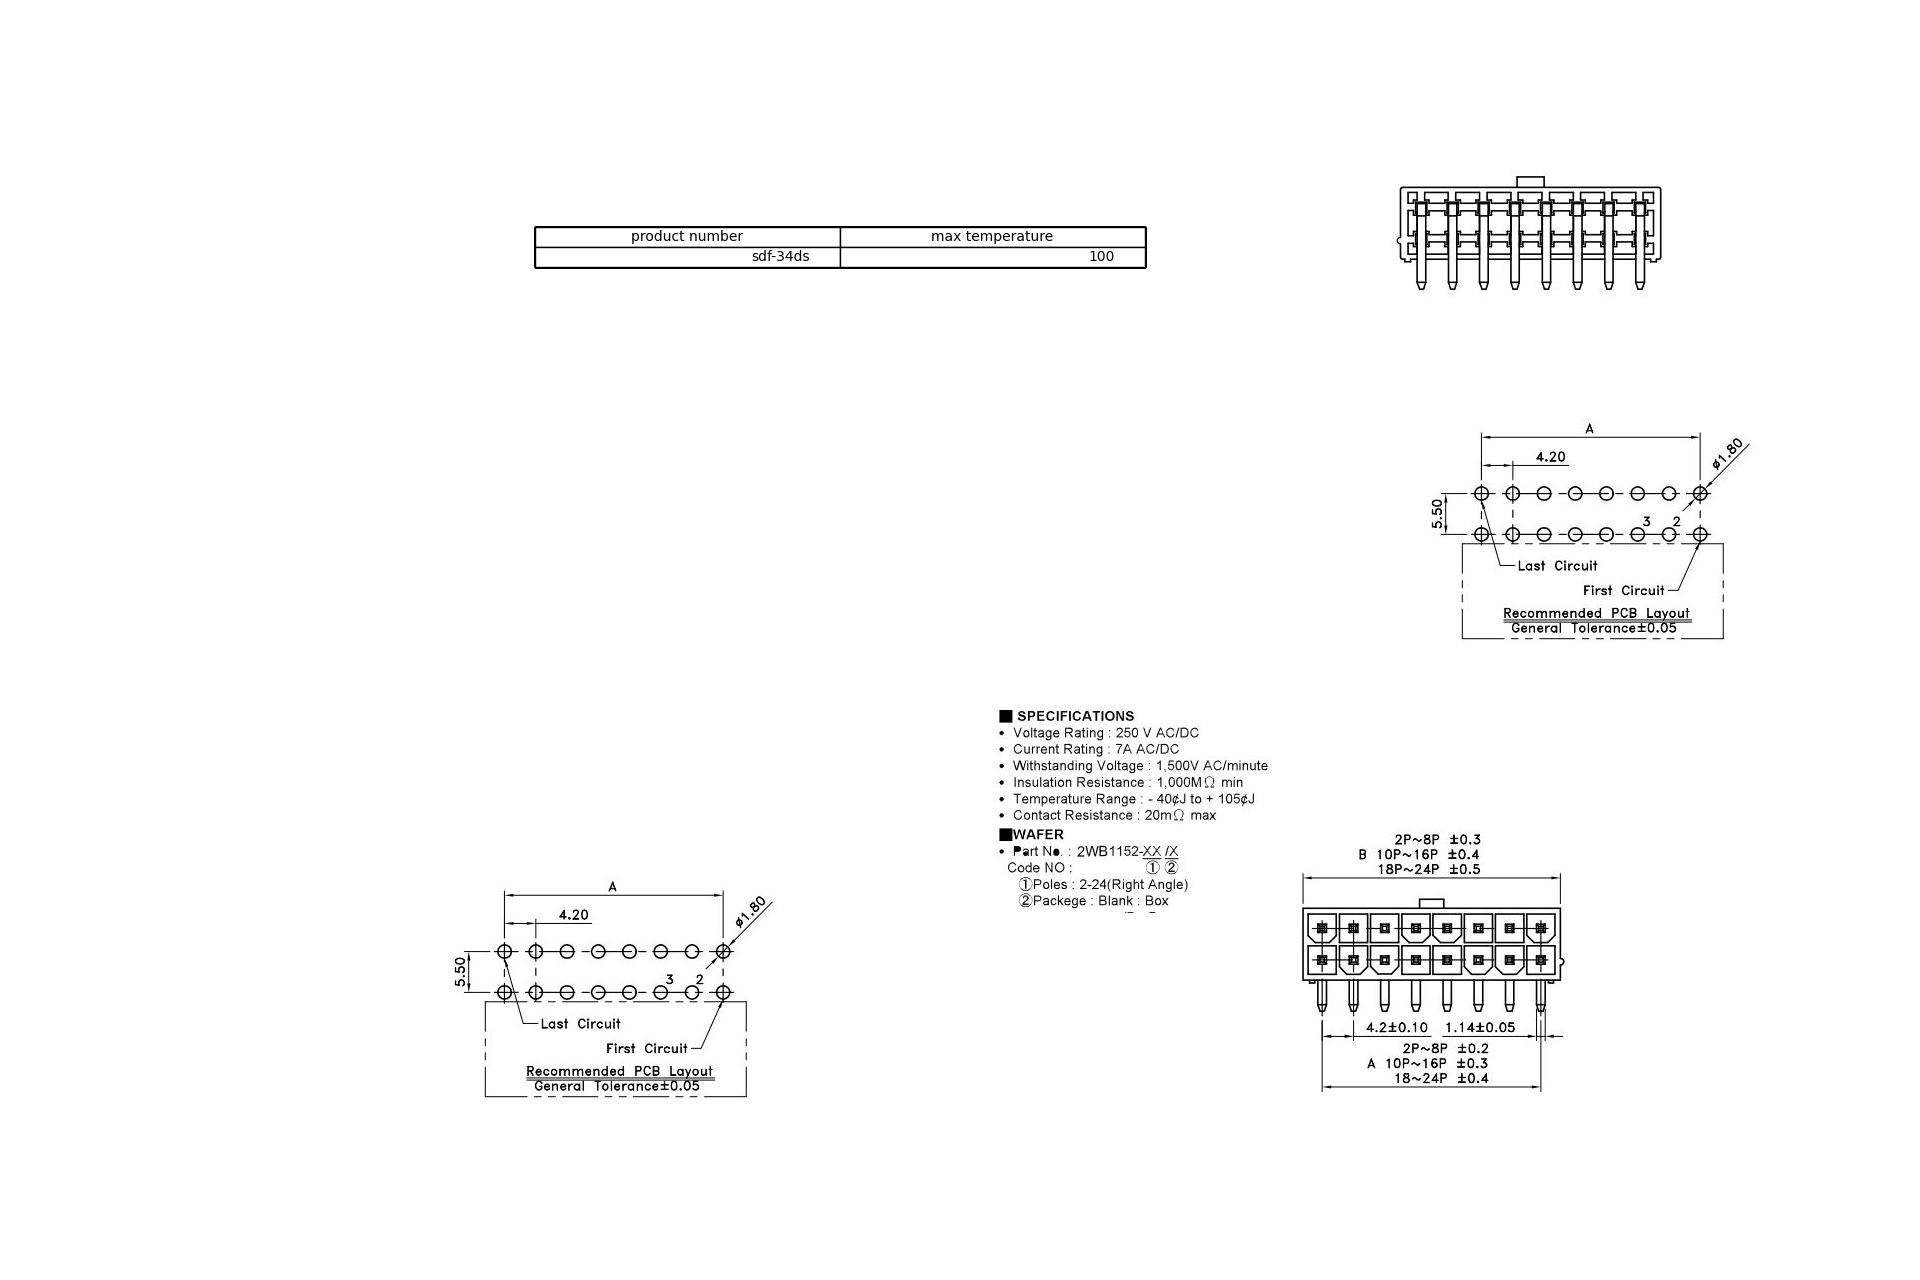 product number max temperature
sdf-34ds 100
A
4.20
ø1.80
5.50
3 2
Last Circuit
First Circuit
Recommended PCB Layout
General Tolerance±0.05
■ SPECIFICATIONS
• Voltage Rating : 250 V AC/DC
• Current Rating : 7A AC/DC
• Withstanding Voltage : 1,500V AC/minute
• Insulation Resistance : 1,000MΩ min
• Temperature Range : - 40¢J to + 105¢J
• Contact Resistance : 20mΩ max
■WAFER
• Part No. : 2WB1152-XX /X
Code NO : ① ②
①Poles : 2-24(Right Angle)
②Packege : Blank : Box
2P~8P ±0.3
B 10P~16P ±0.4
18P~24P ±0.5
4.2±0.10 1.14±0.05
2P~8P ±0.2
A 10P~16P ±0.3
18~24P ±0.4
A
4.20
ø1.80
5.50
3 2
Last Circuit
First Circuit
Recommended PCB Layout
General Tolerance±0.05